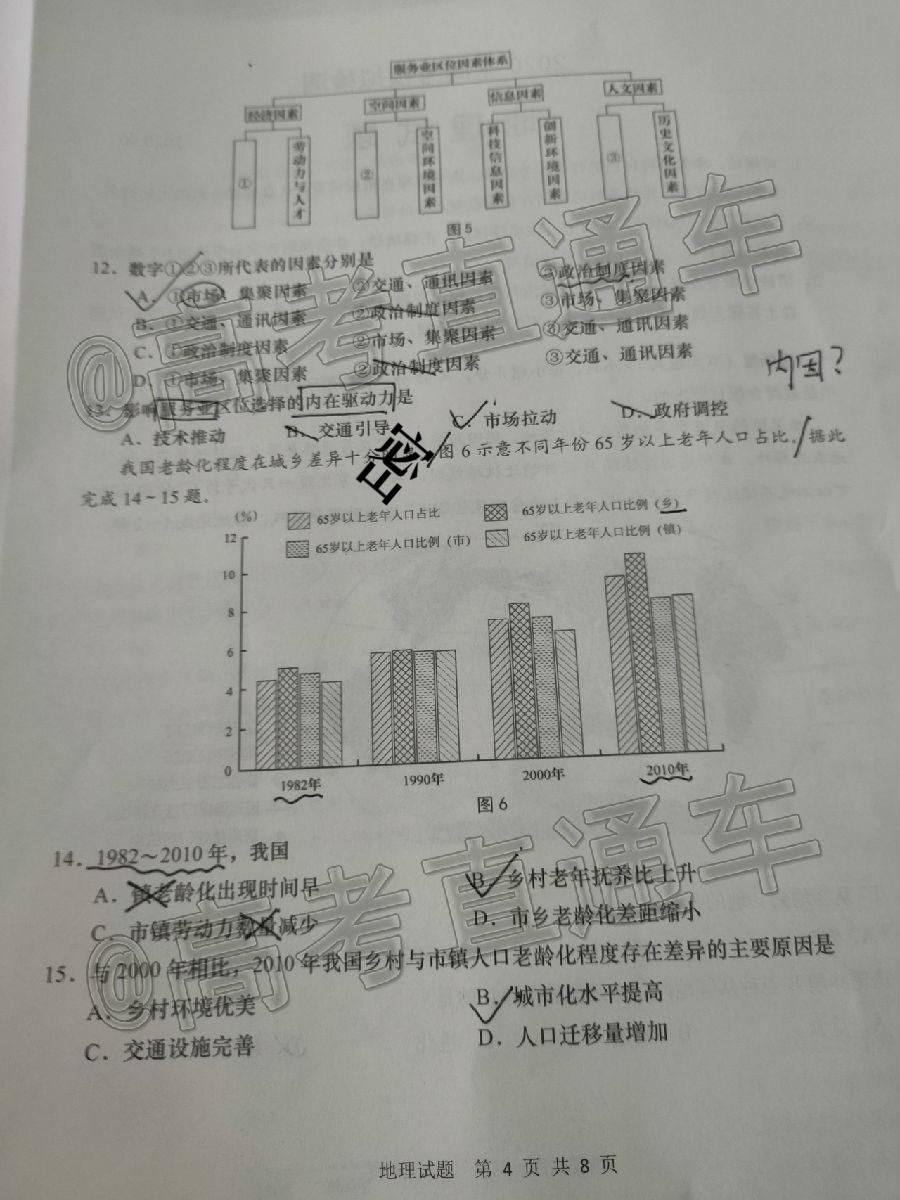 服务业区位因素体系
经济因素 空间因素 信息因素 人文因素
① 劳动力与人才 ② 空间环境因素 科技信息因素 创新环境因素 ③ 历史文化因素
图5
12. 数字①②③所代表的因素分别是
A. ①市场、集聚因素 ②交通、通讯因素 ③政治制度因素
B. ①交通、通讯因素 ②政治制度因素 ③市场、集聚因素
C. ①政治制度因素 ②市场、集聚因素 ③交通、通讯因素
D. ①市场、集聚因素 ②政治制度因素 ③交通、通讯因素
内因？
13. 影响服务业区位选择的内在驱动力是
A. 技术推动 B. 交通引导 C. 市场拉动 D. 政府调控
密
我国老龄化程度在城乡差异十分 图6示意不同年份65岁以上老年人口占比。据此
完成14～15题.
(%) 65岁以上老年人口占比 65岁以上老年人口比例（乡）
65岁以上老年人口比例（市） 65岁以上老年人口比例（镇）
12
10
8
6
4
2
0
1982年 1990年 2000年 2010年
图6
14. 1982～2010年，我国
A. 镇老龄化出现时间早 B. 乡村老年抚养比上升
C. 市镇劳动力数量减少 D. 市乡老龄化差距缩小
15. 与2000年相比，2010年我国乡村与市镇人口老龄化程度存在差异的主要原因是
A. 乡村环境优美 B. 城市化水平提高
C. 交通设施完善 D. 人口迁移量增加
地理试题 第4页共8页
@高考直通车
@高考直通车